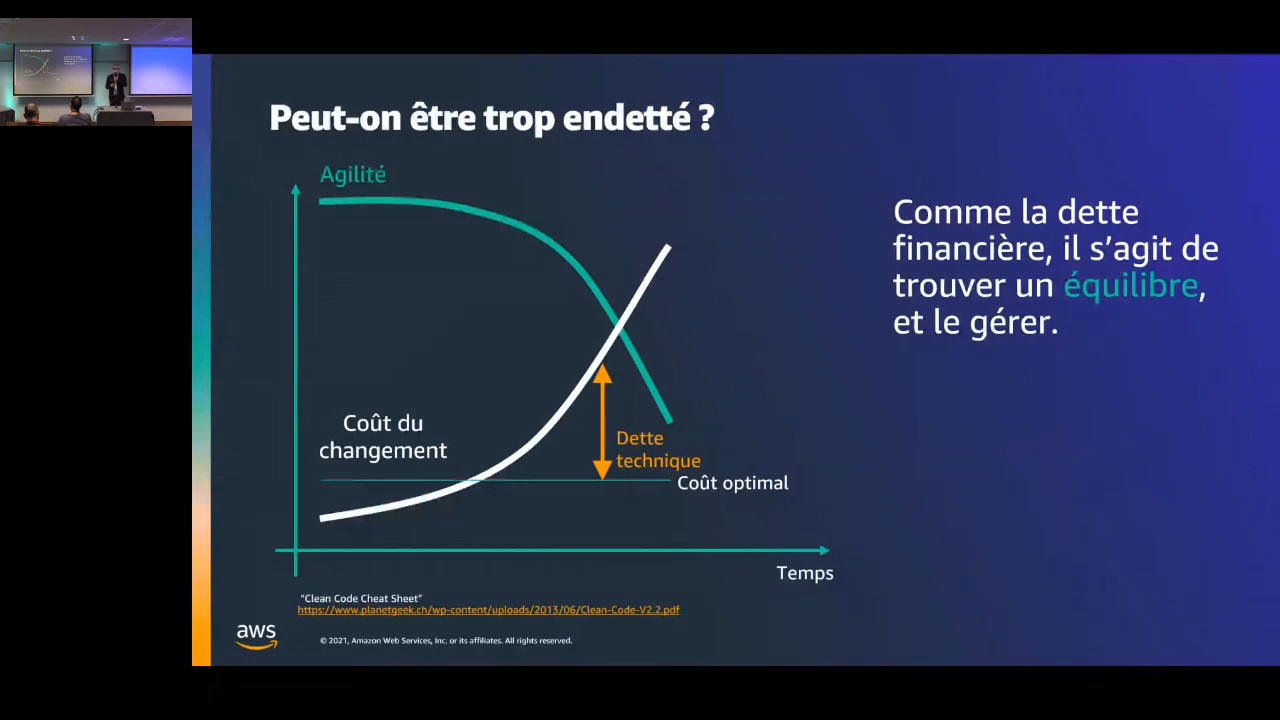 Peut-on être trop endetté ?
Agilité
Comme la dette
financière, il s’agit de
trouver un équilibre,
et le gérer.
Coût du
changement
Dette
technique
Coût optimal
Temps
“Clean Code Cheat Sheet”
https://www.planetgeek.ch/wp-content/uploads/2013/06/Clean-Code-V2.2.pdf
aws
© 2021, Amazon Web Services, Inc. or its affiliates. All rights reserved.